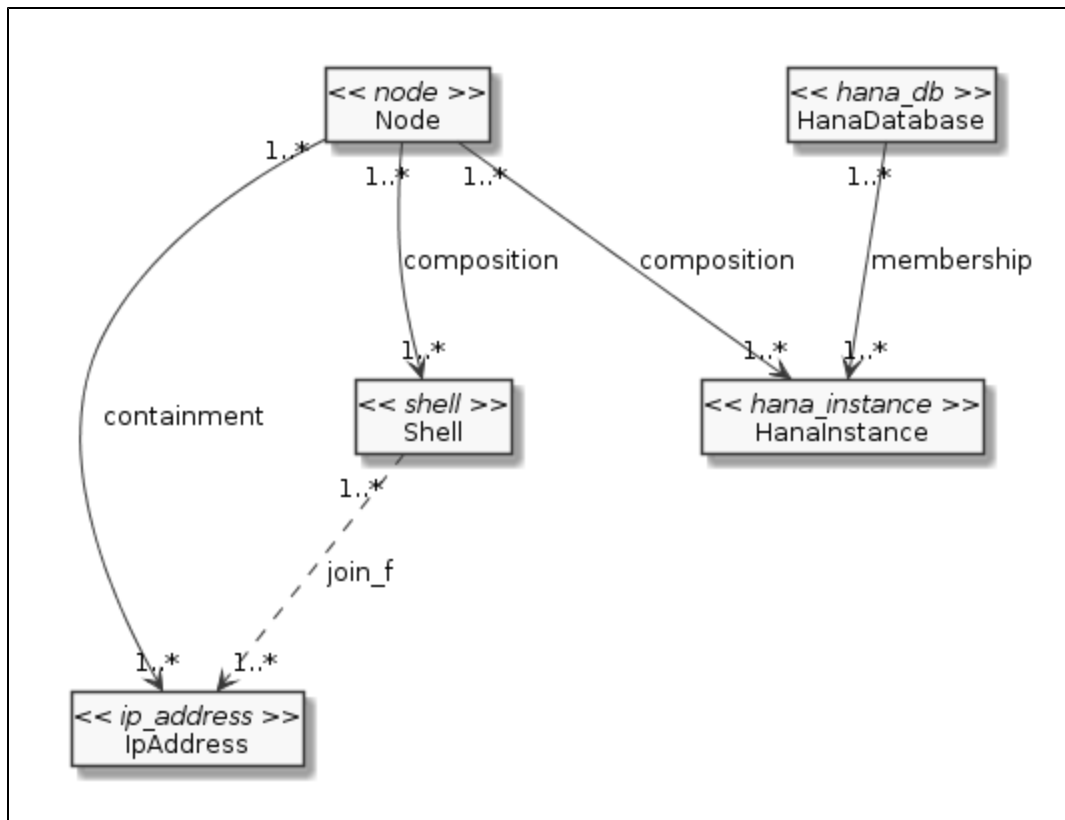 << node >>
Node
<< hana_db >>
HanaDatabase
1..*
1..*
1..*
1..*
composition
composition
membership
1..*
1..*
1..*
<< shell >>
Shell
<< hana_instance >>
HanaInstance
containment
1..*
join_f
1..*
1..*
<< ip_address >>
IpAddress